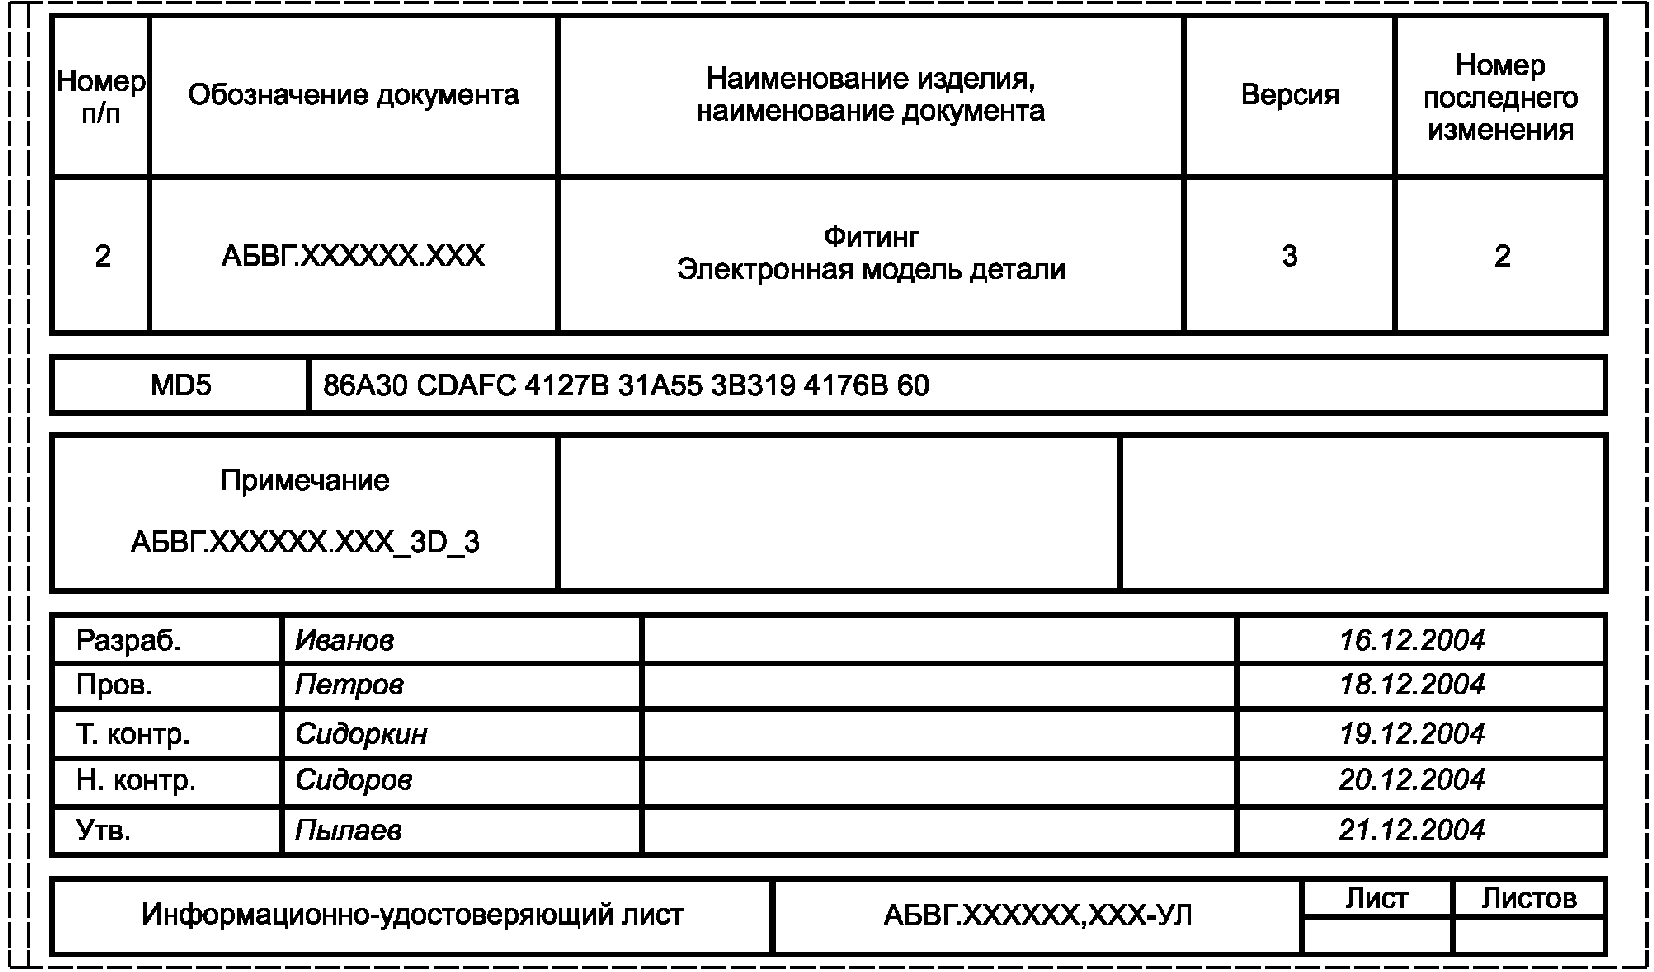 Номер
п/п
Обозначение документа
Наименование изделия,
наименование документа
Версия
Номер
последнего
изменения
2
АБВГ.XXXXXX.XXX
Фитинг
Электронная модель детали
3
2
MD5
86A30 CDAFC 4127B 31A55 3B319 4176B 60
Примечание
АБВГ.XXXXXX.XXX_3D_3
Разраб. Иванов 16.12.2004
Пров. Петров 18.12.2004
Т. контр. Сидоркин 19.12.2004
Н. контр. Сидоров 20.12.2004
Утв. Пылаев 21.12.2004
Информационно-удостоверяющий лист
АБВГ.XXXXXX,XXX-УЛ
Лист
Листов